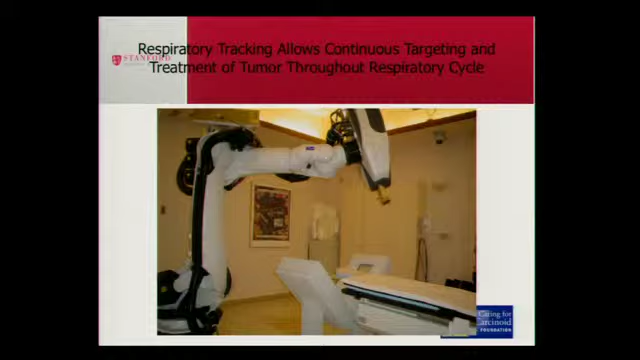 Respiratory Tracking Allows Continuous Targeting and
STANFORD
Treatment of Tumor Throughout Respiratory Cycle
Caring for
Carcinoid
FOUNDATION